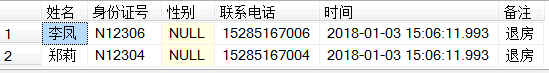 姓名 身份证号 性别 联系电话 时间 备注
1 李凤 N12306 NULL 15285167006 2018-01-03 15:06:11.993 退房
2 郑莉 N12304 NULL 15285167004 2018-01-03 15:06:11.993 退房